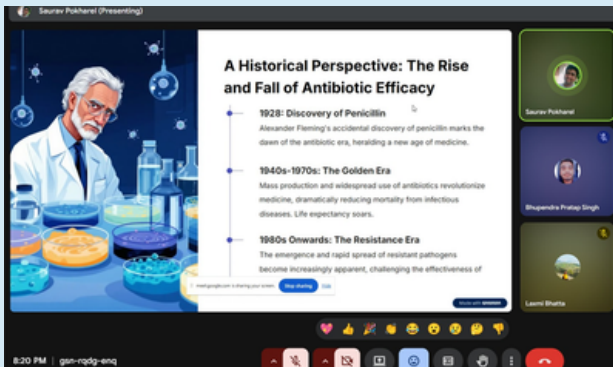 Saurav Pokharel (Presenting)
A Historical Perspective: The Rise
and Fall of Antibiotic Efficacy
1928: Discovery of Penicillin
Alexander Fleming's accidental discovery of penicillin marks the
dawn of the antibiotic era, heralding a new age of medicine.
1940s-1970s: The Golden Era
Mass production and widespread use of antibiotics revolutionize
medicine, dramatically reducing mortality from infectious
diseases. Life expectancy soars.
1980s Onwards: The Resistance Era
The emergence and rapid spread of resistant pathogens
become increasingly apparent, challenging the effectiveness of
meet.google.com is sharing your screen.
Stop sharing
Hide
Made with
Saurav Pokharel
Bhupendra Pratap Singh
Laxmi Bhatta
8:20 PM | gsn-rqdg-enq